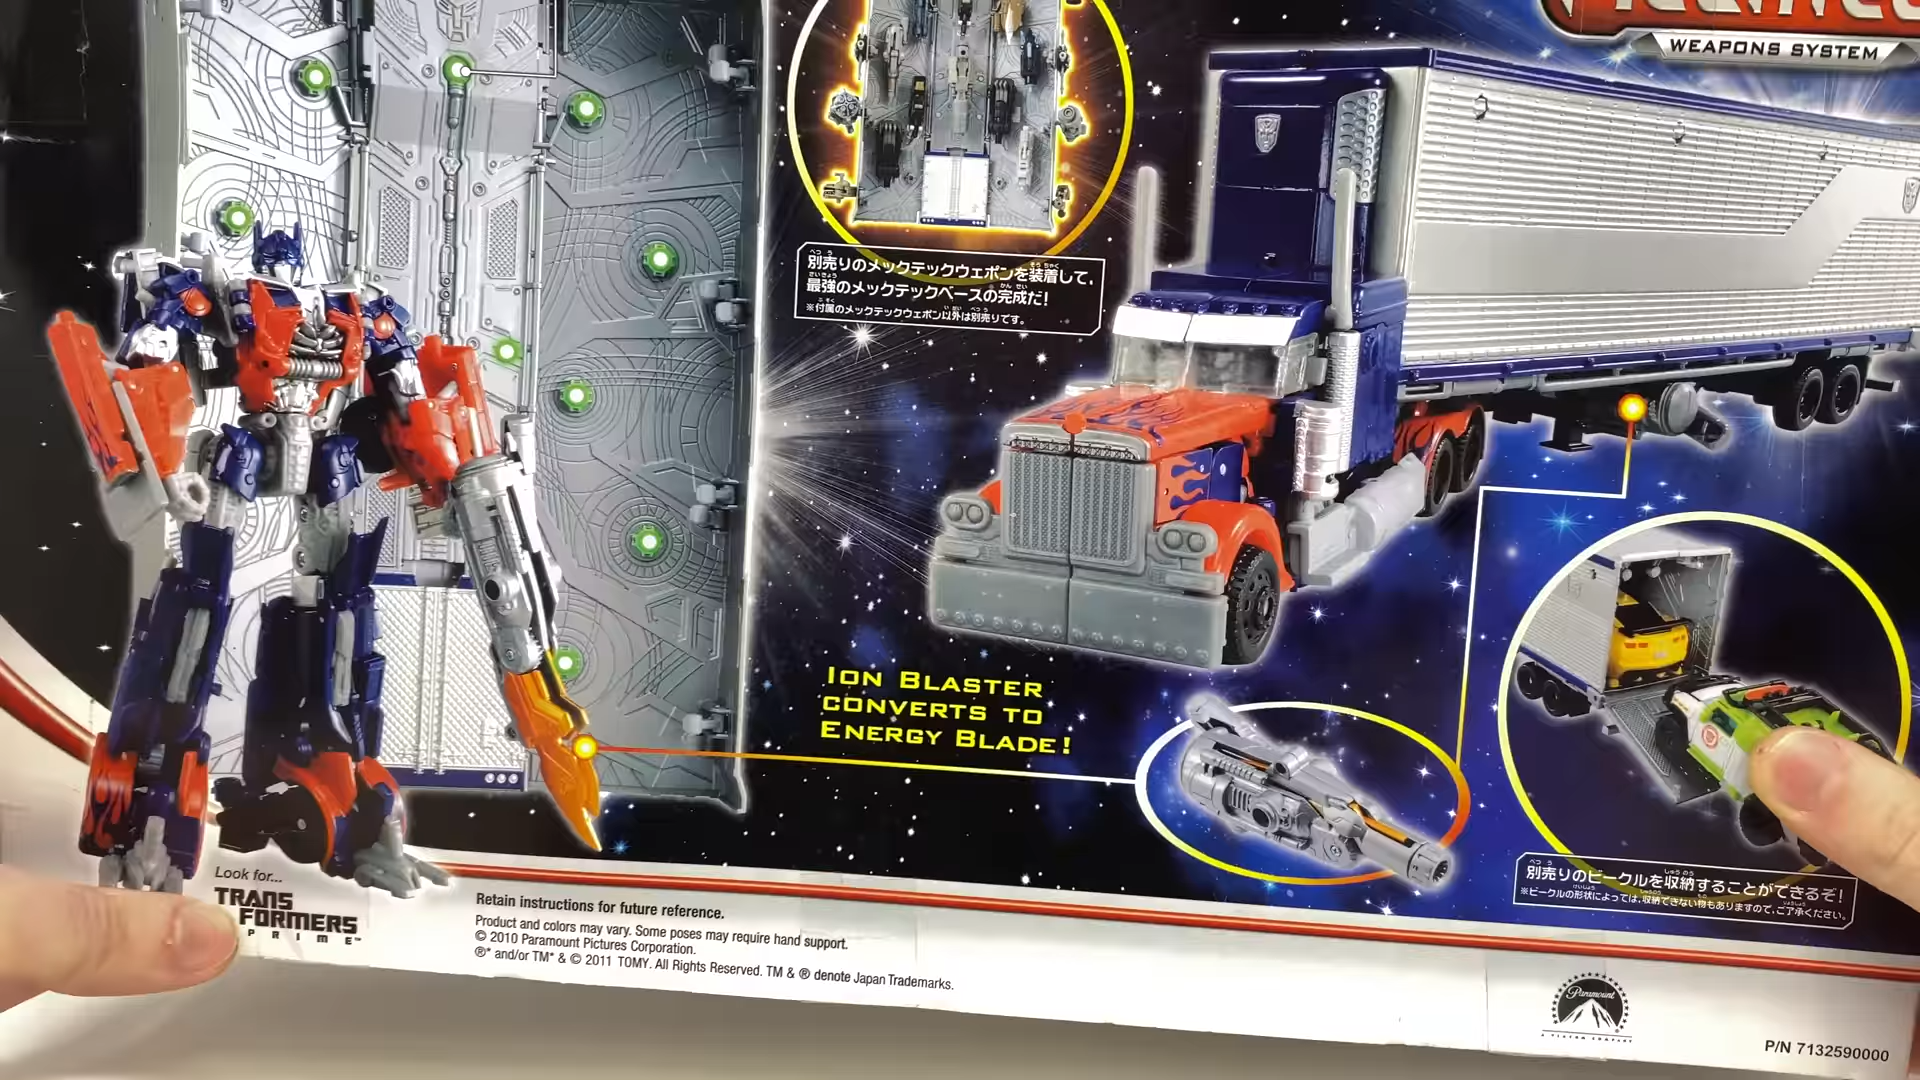 WEAPONS SYSTEM
別売りのメックテックウェポンを装着して、
最強のメックテックベースの完成だ!
※付属のメックテックウェポン以外は別売りです。
ION BLASTER
CONVERTS TO
ENERGY BLADE!
別売りのビークルを収納することができるぞ!
※ビークルの形状によっては、収納できない物もありますので、ご了承ください。
Look for...
TRANS
FORMERS
PRIME™
Retain instructions for future reference.
Product and colors may vary. Some poses may require hand support.
© 2010 Paramount Pictures Corporation.
®* and/or TM* & © 2011 TOMY. All Rights Reserved. TM & ® denote Japan Trademarks.
Paramount
A VIACOM COMPANY
P/N 7132590000